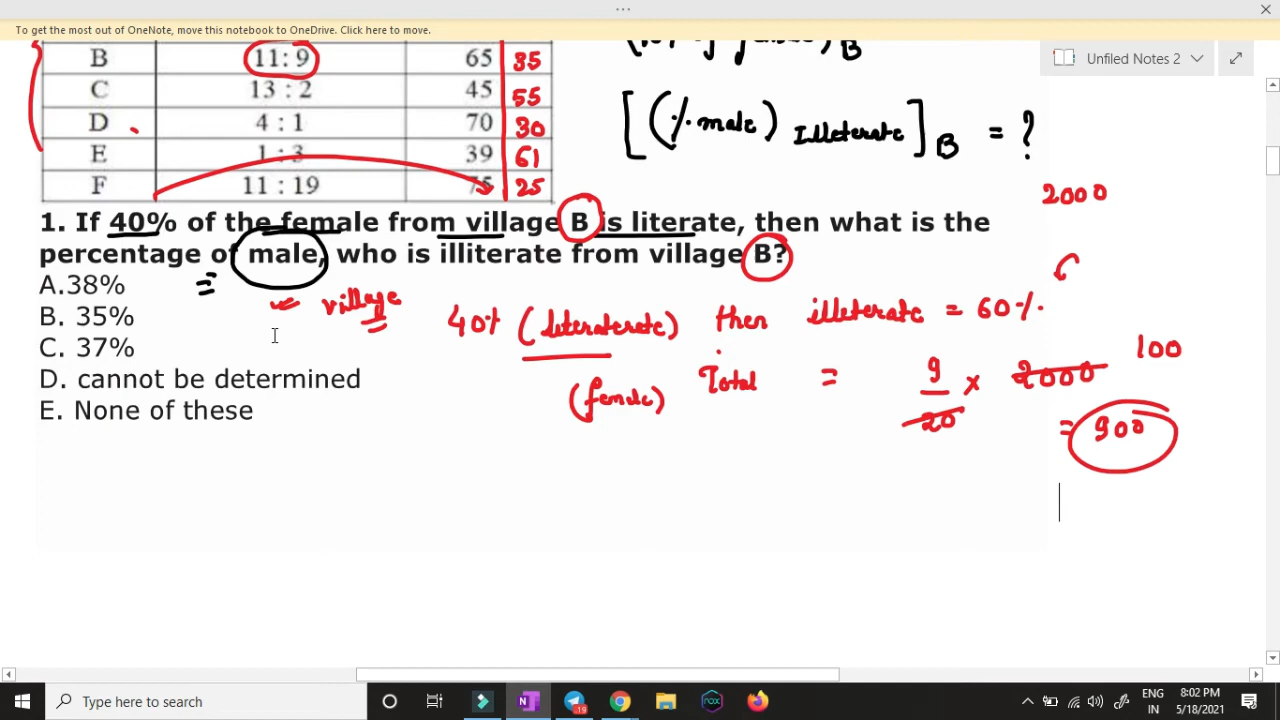 To get the most out of OneNote, move this notebook to OneDrive. Click here to move.
Unfiled Notes 2
B 11 : 9 65 35
C 13 : 2 45 55
D 4 : 1 70 30
E 1 : 3 39 61
F 11 : 19 75 25
B
[(% male) Illeterate]B = ?
2000
1. If 40% of the female from village B is literate, then what is the
percentage of male, who is illiterate from village B?
A.38%
B. 35%
C. 37%
D. cannot be determined
E. None of these
village
40% (literaterate) then illeterate = 60%.
(female) Total = 9/20 × 2000 100
= 900
Type here to search
19
ENG
IN
8:02 PM
5/18/2021